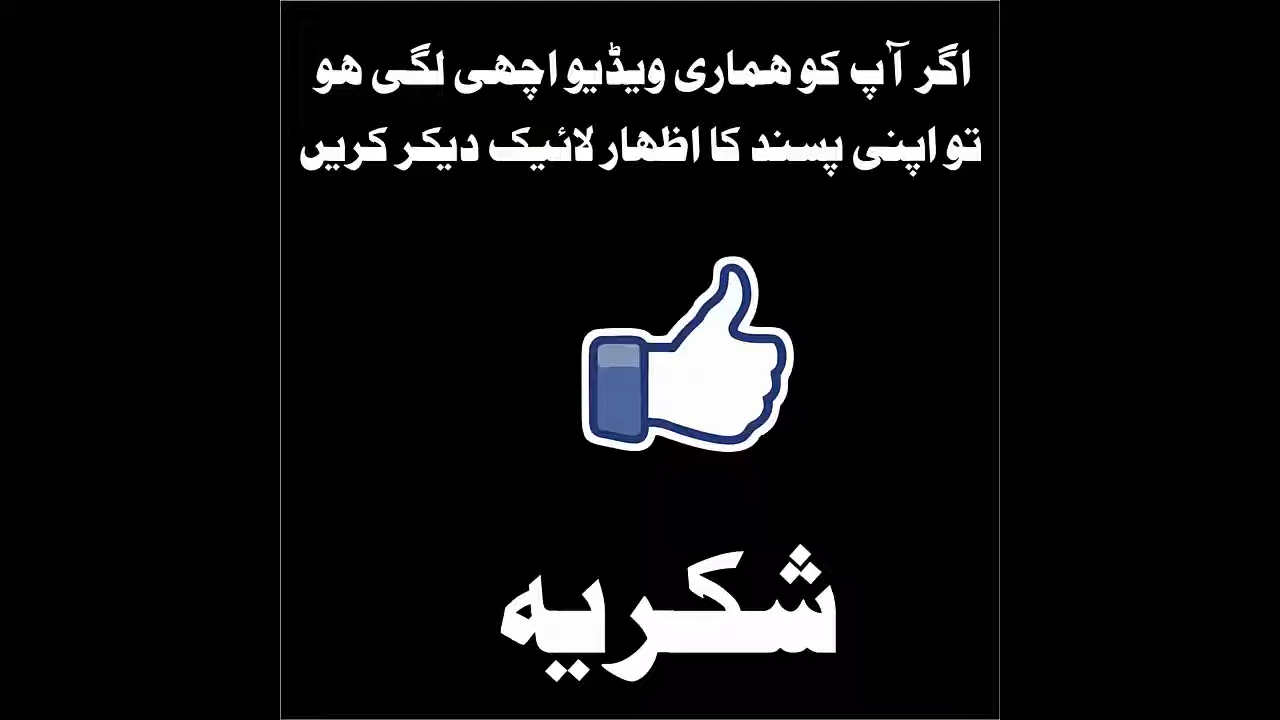 اگر آپ کو ہماری ویڈیو اچھی لگی ہو
تو اپنی پسند کا اظہار لائیک دیکر کریں
شکریہ